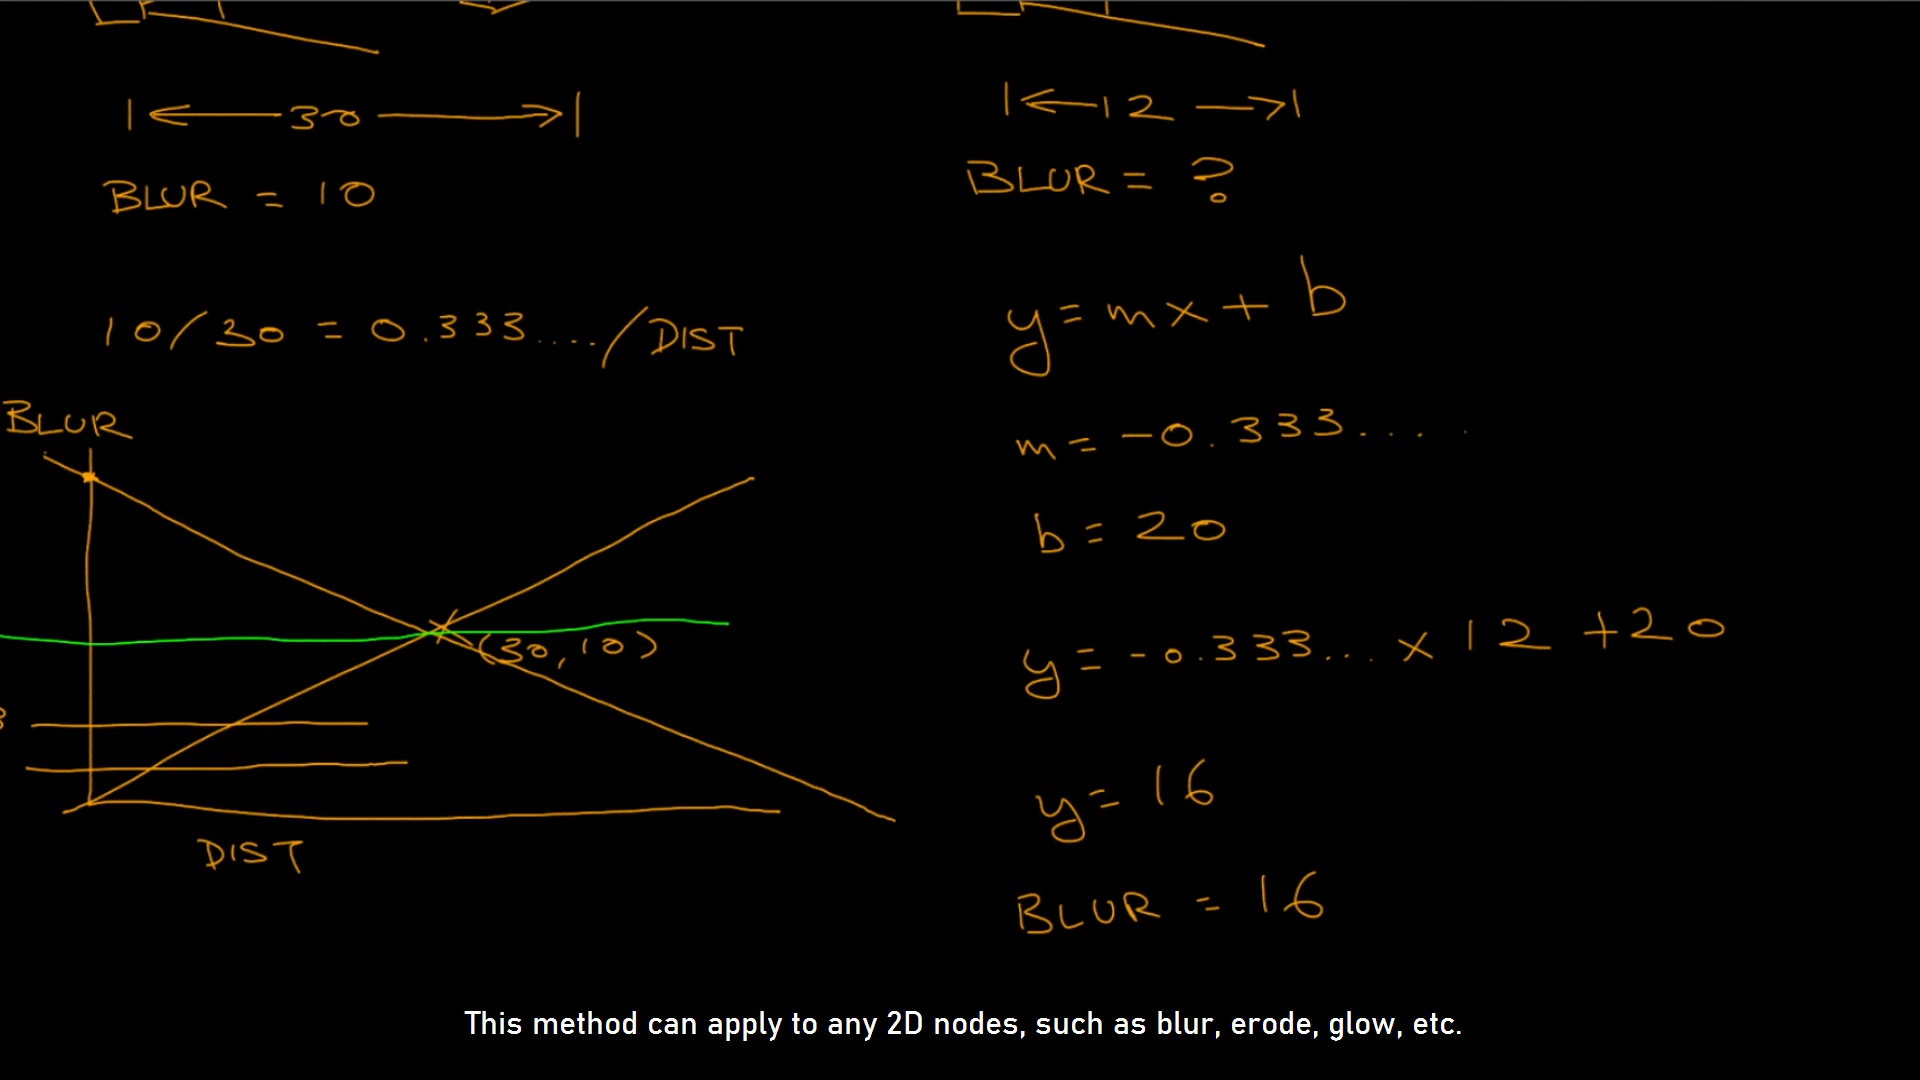 30
BLUR = 10
10/30 = 0.333..../DIST
BLUR
(30,10)
DIST
12
BLUR = ?
y = mx + b
m = -0.333.....
b = 20
y = -0.333... x 12 + 20
y = 16
BLUR = 16
This method can apply to any 2D nodes, such as blur, erode, glow, etc.